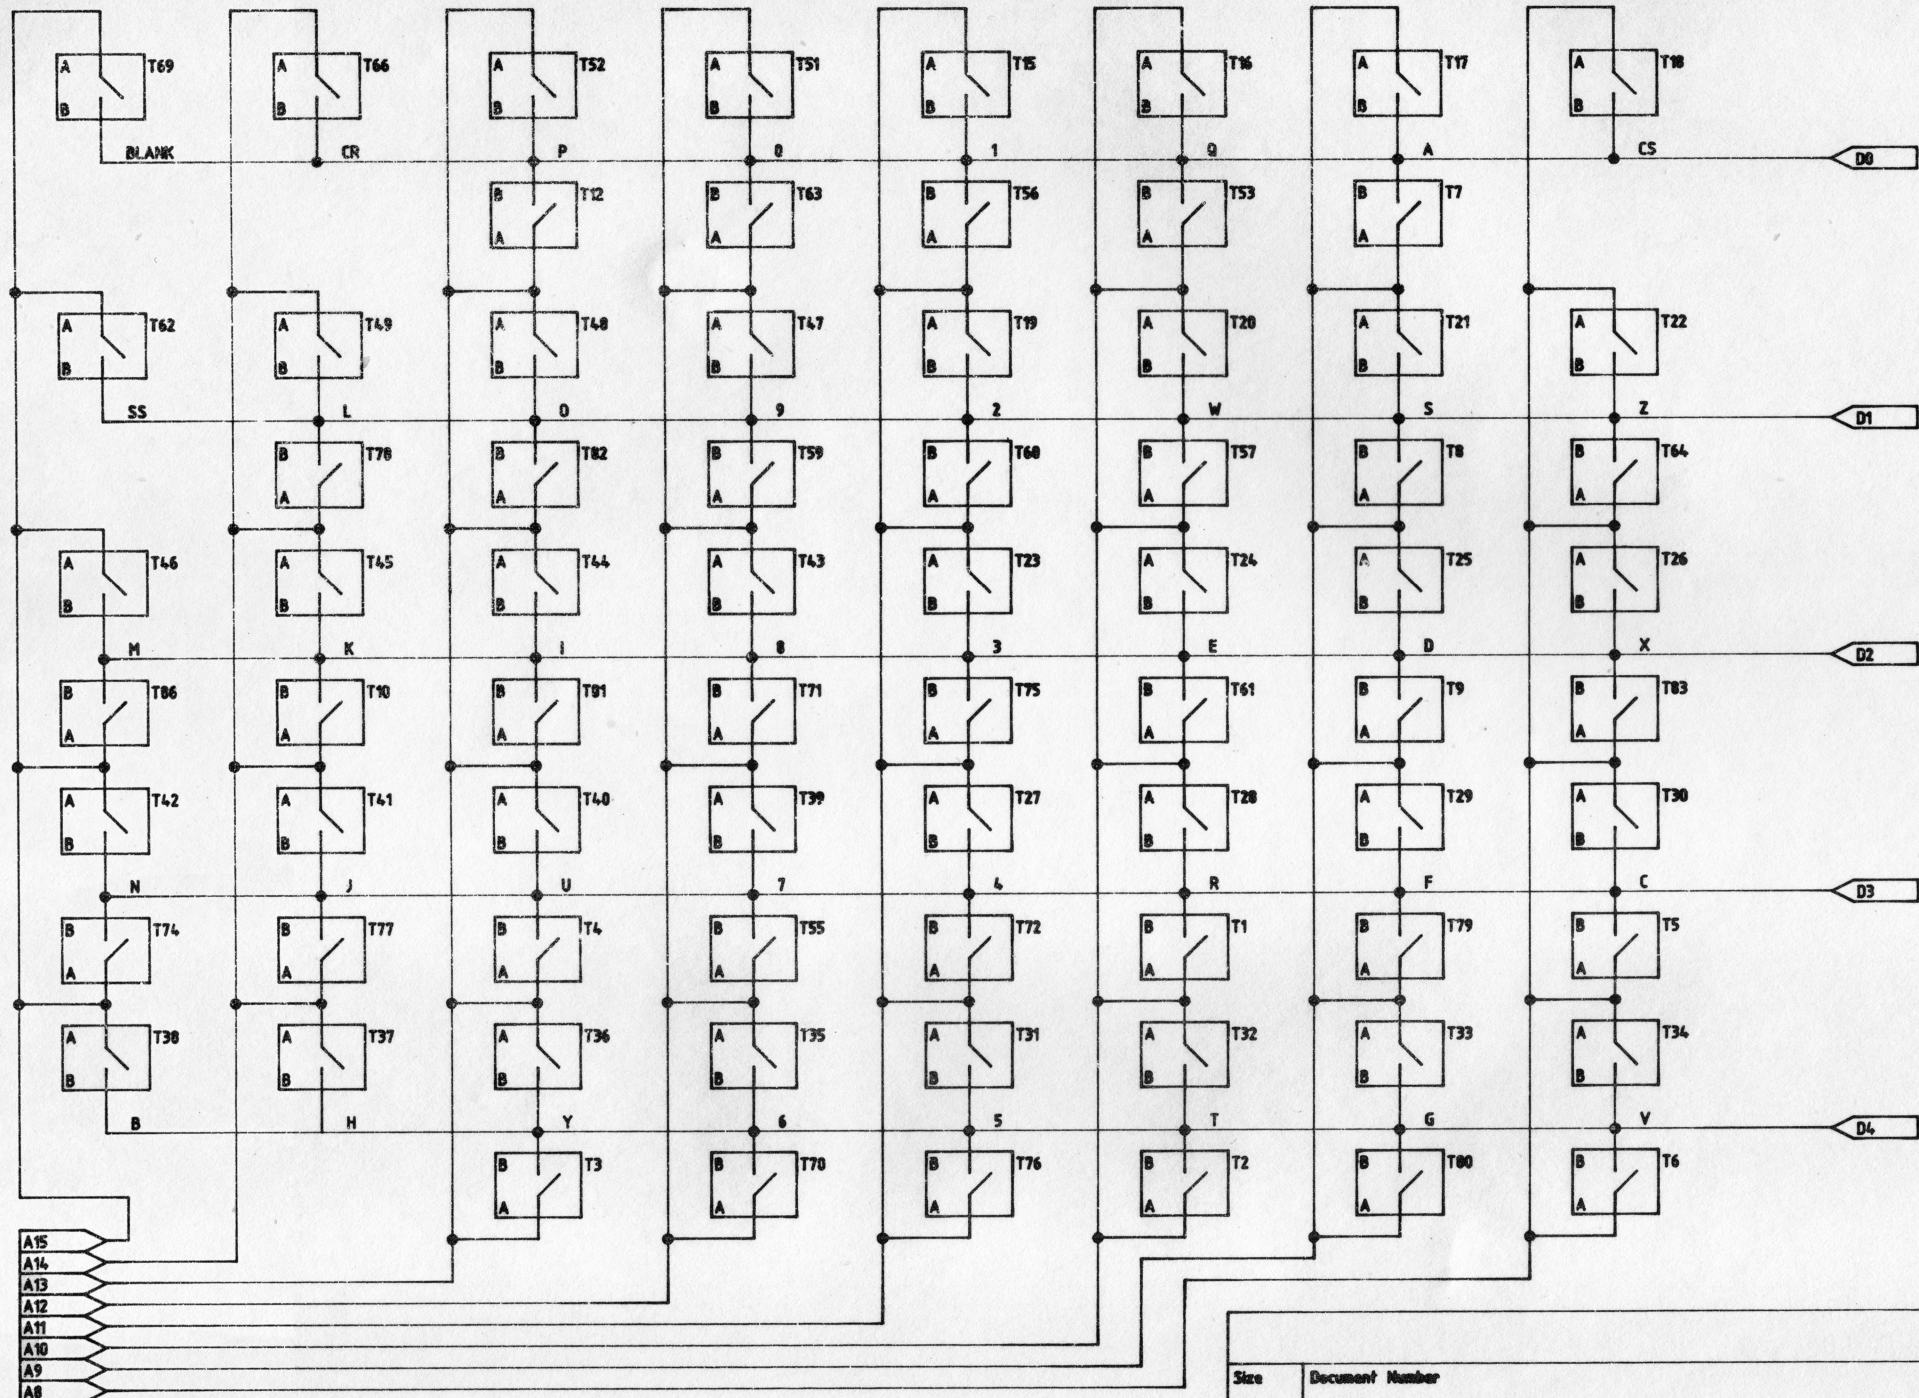 A T69 A T66 A T52 A T51 A T15 A T16 A T17 A T18
B B B B B B B B
BLANK CR P 0 1 Q A CS D0
B T12 B T63 B T56 B T53 B T7
A A A A A
A T62 A T49 A T48 A T47 A T19 A T20 A T21 A T22
B B B B B B B B
SS L O 9 2 W S Z D1
B T78 B T82 B T59 B T60 B T57 B T8 B T64
A A A A A A A
A T46 A T45 A T44 A T43 A T23 A T24 A T25 A T26
B B B B B B B B
M K I 8 3 E D X D2
B T86 B T10 B T81 B T71 B T75 B T61 B T9 B T83
A A A A A A A A
A T42 A T41 A T40 A T39 A T27 A T28 A T29 A T30
B B B B B B B B
N J U 7 4 R F C D3
B T74 B T77 B T4 B T55 B T72 B T1 B T79 B T5
A A A A A A A A
A T38 A T37 A T36 A T35 A T31 A T32 A T33 A T34
B B B B B B B B
B H Y 6 5 T G V D4
B T3 B T70 B T76 B T2 B T80 B T6
A A A A A A
A15
A14
A13
A12
A11
A10
A9
A8
Size Document Number